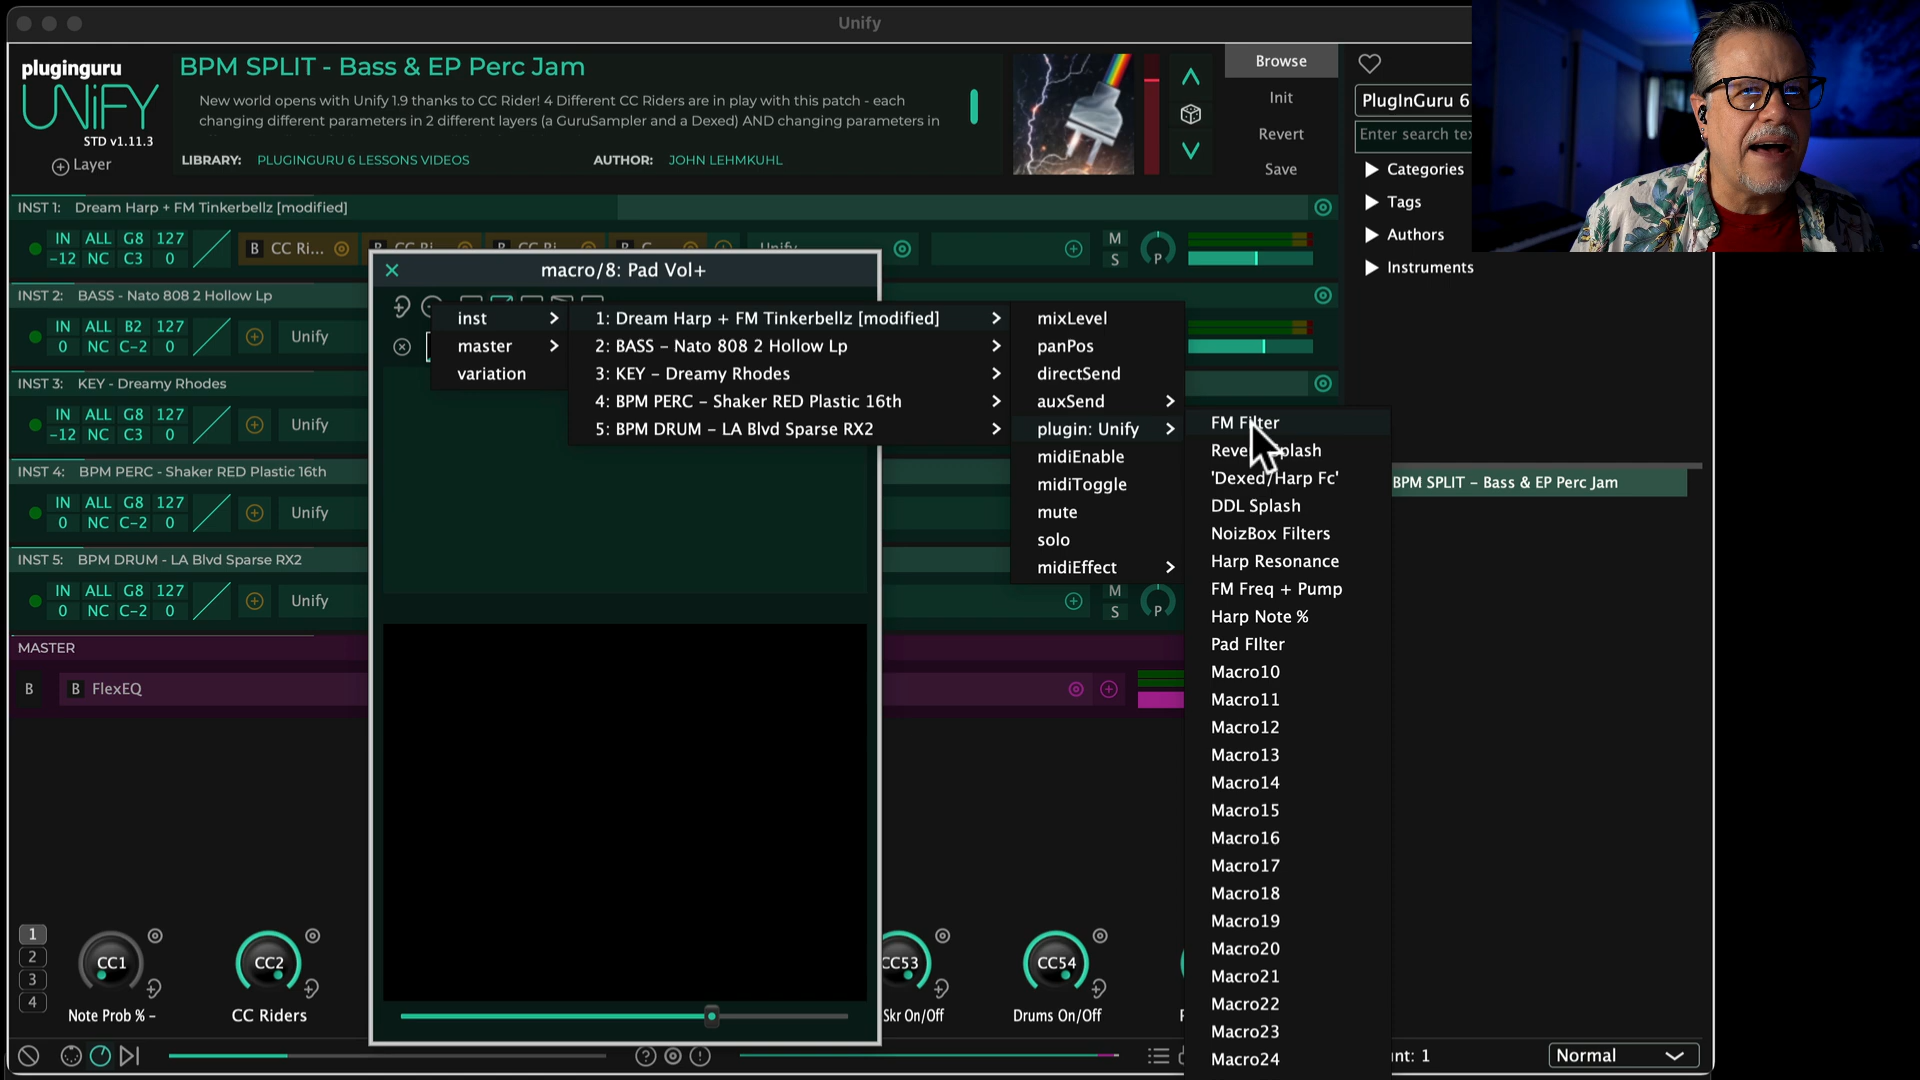 Unify
pluginguru
UNiFY
STD v1.11.3
Layer
BPM SPLIT - Bass & EP Perc Jam
New world opens with Unify 1.9 thanks to CC Rider! 4 Different CC Riders are in play with this patch - each
changing different parameters in 2 different layers (a GuruSampler and a Dexed) AND changing parameters in
LIBRARY: PLUGINGURU 6 LESSONS VIDEOS AUTHOR: JOHN LEHMKUHL
Browse
Init
Revert
Save
PlugInGuru 6
Enter search tex
Categories
Tags
Authors
Instruments
INST 1: Dream Harp + FM Tinkerbellz [modified]
IN ALL G8 127
-12 NC C3 0
B CC Ri...
Unify
M
S
P
INST 2: BASS - Nato 808 2 Hollow Lp
IN ALL B2 127
0 NC C-2 0
Unify
INST 3: KEY - Dreamy Rhodes
IN ALL G8 127
-12 NC C3 0
Unify
INST 4: BPM PERC - Shaker RED Plastic 16th
IN ALL G8 127
0 NC C-2 0
Unify
INST 5: BPM DRUM - LA Blvd Sparse RX2
IN ALL G8 127
0 NC C-2 0
Unify
M
S
P
MASTER
B
B FlexEQ
macro/8: Pad Vol+
inst
master
variation
1: Dream Harp + FM Tinkerbellz [modified]
2: BASS – Nato 808 2 Hollow Lp
3: KEY – Dreamy Rhodes
4: BPM PERC – Shaker RED Plastic 16th
5: BPM DRUM – LA Blvd Sparse RX2
mixLevel
panPos
directSend
auxSend
plugin: Unify
midiEnable
midiToggle
mute
solo
midiEffect
FM Filter
'Dexed/Harp Fc'
DDL Splash
NoizBox Filters
Harp Resonance
FM Freq + Pump
Harp Note %
Pad FIlter
Macro10
Macro11
Macro12
Macro13
Macro14
Macro15
Macro16
Macro17
Macro18
Macro19
Macro20
Macro21
Macro22
Macro23
Macro24
BPM SPLIT – Bass & EP Perc Jam
1
2
3
4
CC1
Note Prob % -
CC2
CC Riders
CC53
Skr On/Off
CC54
Drums On/Off
nt: 1
Normal